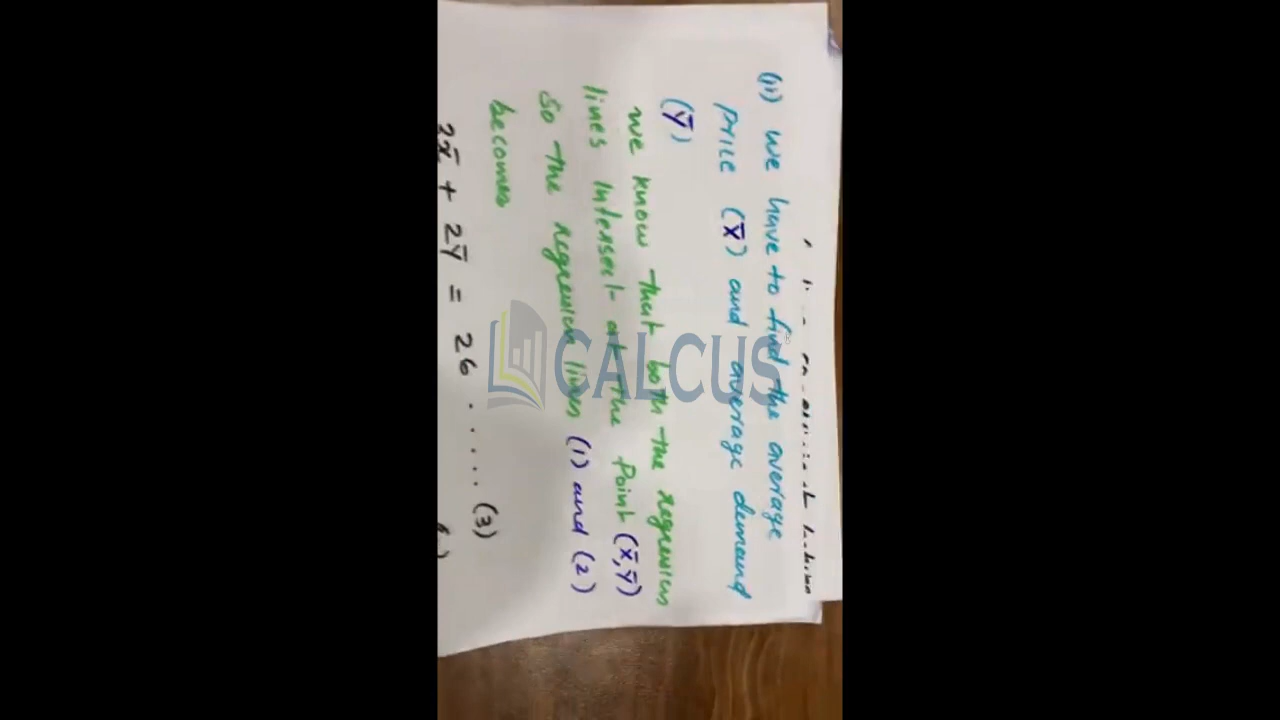 (ii) we have to find the average
price (x̄) and average demand
(ȳ)
we know that both the regression
lines intersect at the Point (x̄,ȳ)
So the regression lines (1) and (2)
becomes
3x̄ + 2ȳ = 26 . . . . . (3)
CALCUS